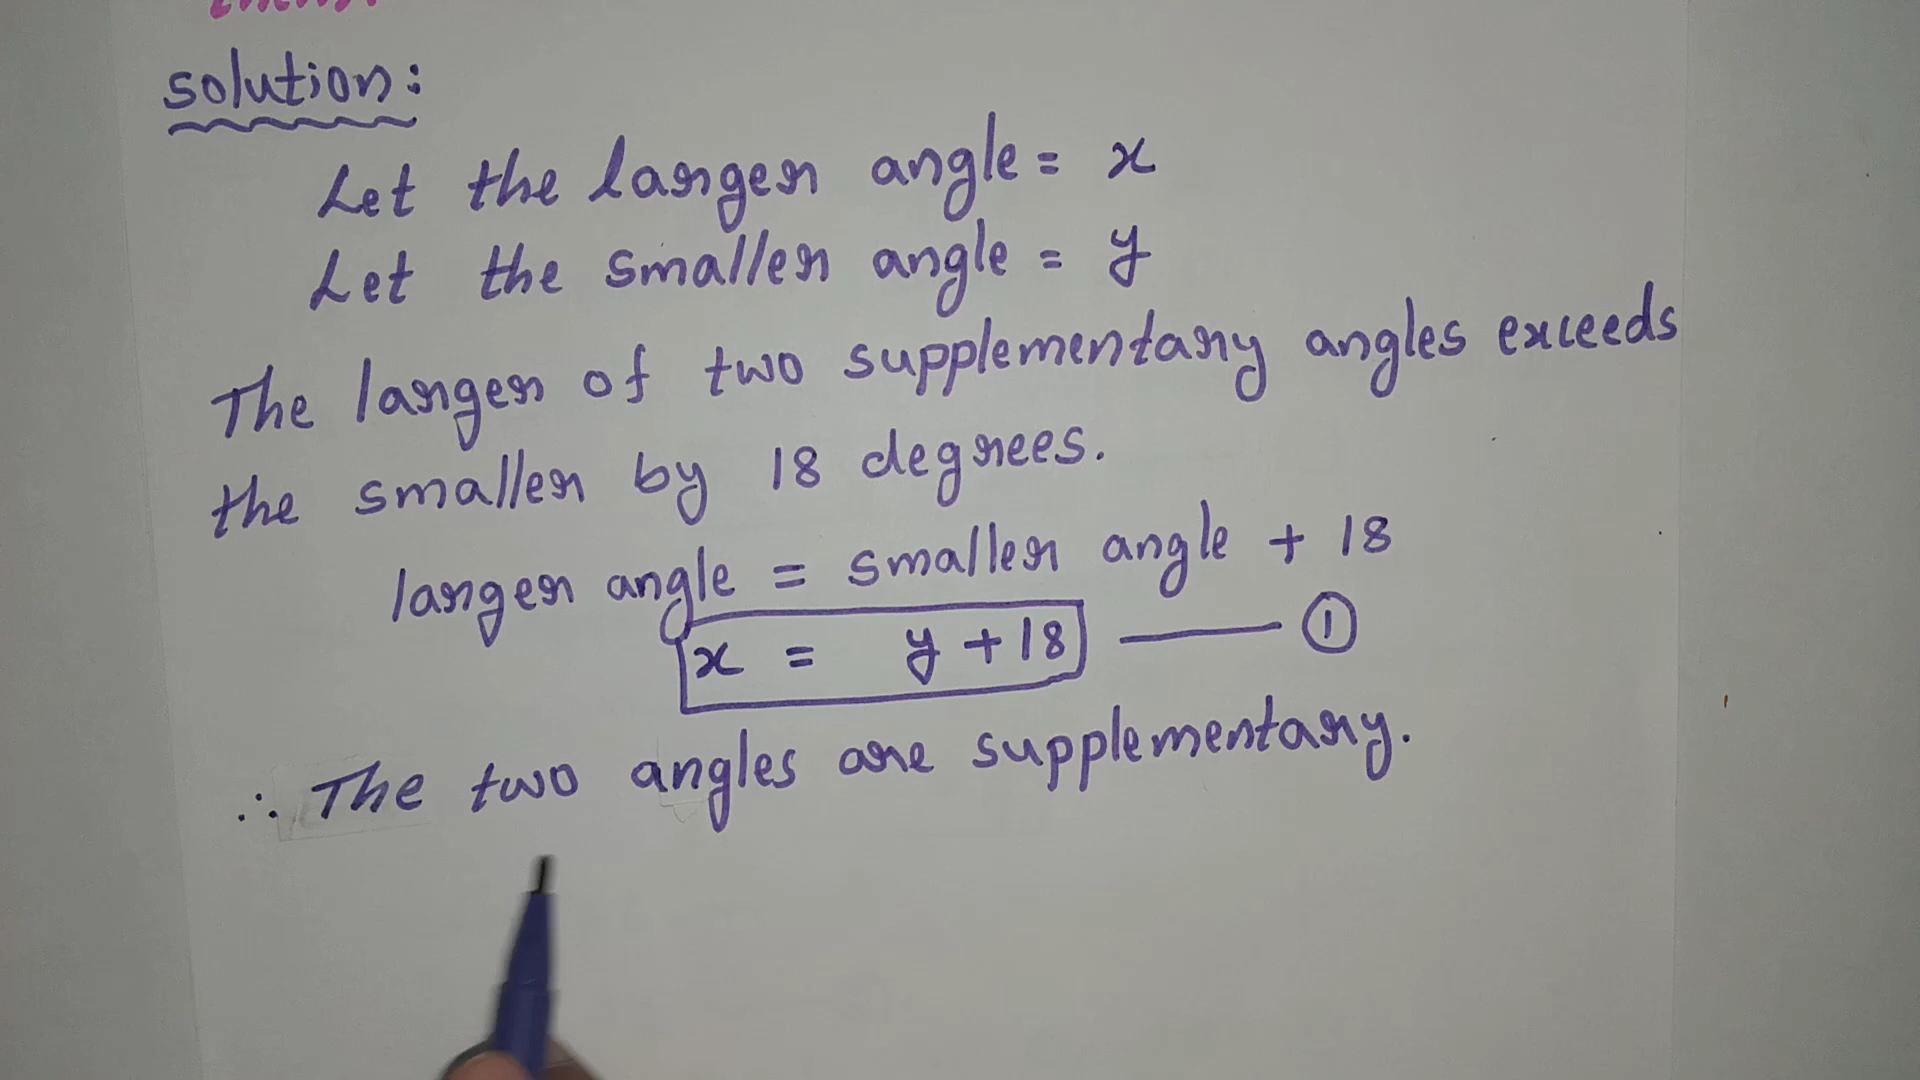 solution:
Let the larger angle = x
Let the smaller angle = y
The larger of two supplementary angles exceeds
the smaller by 18 degrees.
larger angle = smaller angle + 18
x = y + 18 —— ①
∴ The two angles are supplementary.